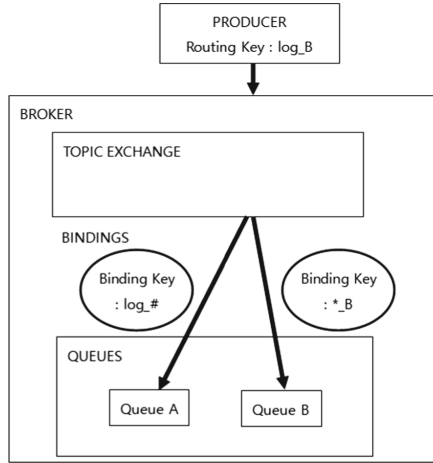 PRODUCER
Routing Key : log_B
BROKER
TOPIC EXCHANGE
BINDINGS
Binding Key
: log_#
Binding Key
: *_B
QUEUES
Queue A
Queue B